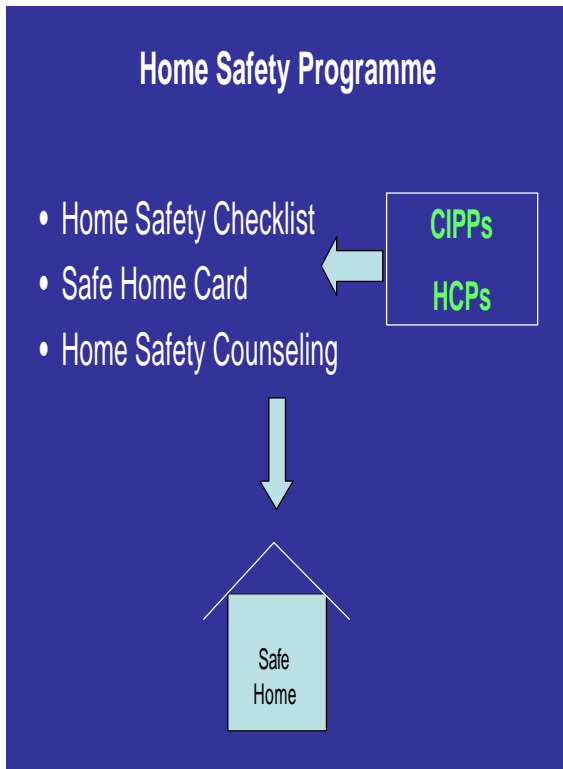 Home Safety Programme
• Home Safety Checklist
• Safe Home Card
• Home Safety Counseling
CIPPs
HCPs
Safe
Home